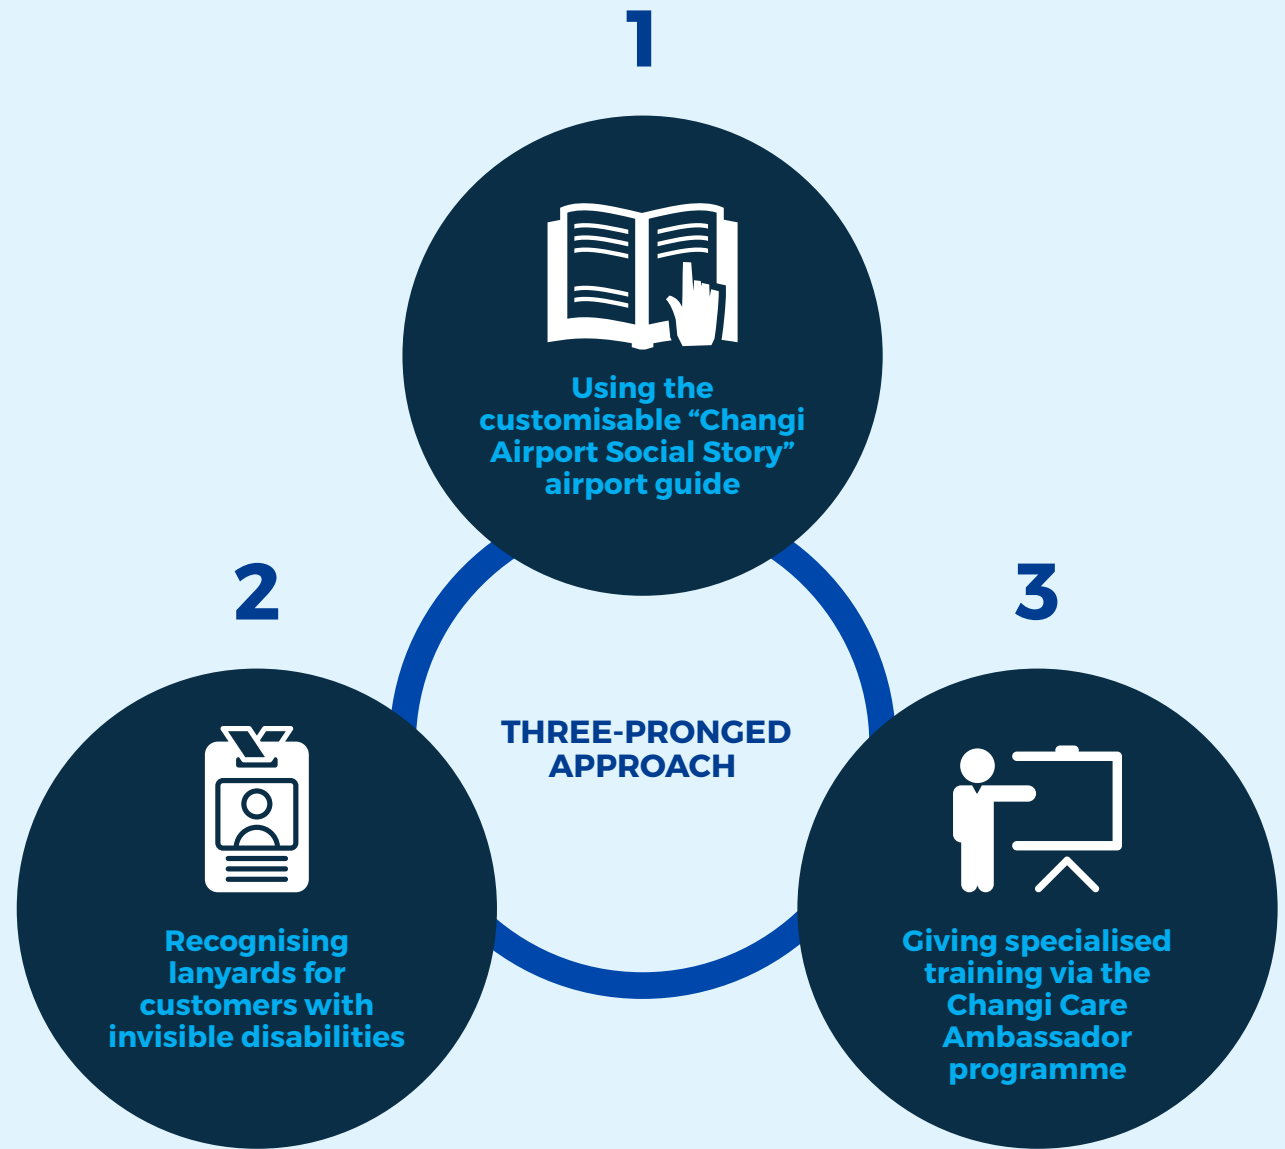 1
Using the
customisable “Changi
Airport Social Story”
airport guide
2
3
THREE-PRONGED
APPROACH
Recognising
lanyards for
customers with
invisible disabilities
Giving specialised
training via the
Changi Care
Ambassador
programme